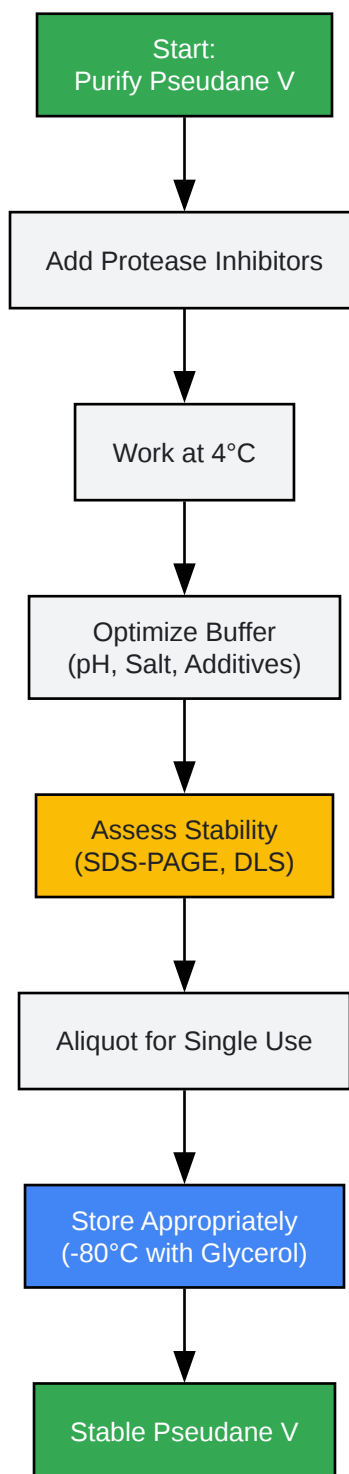 Start:
Purify Pseudane V
Add Protease Inhibitors
Work at 4°C
Optimize Buffer
(pH, Salt, Additives)
Assess Stability
(SDS-PAGE, DLS)
Aliquot for Single Use
Store Appropriately
(-80°C with Glycerol)
Stable Pseudane V